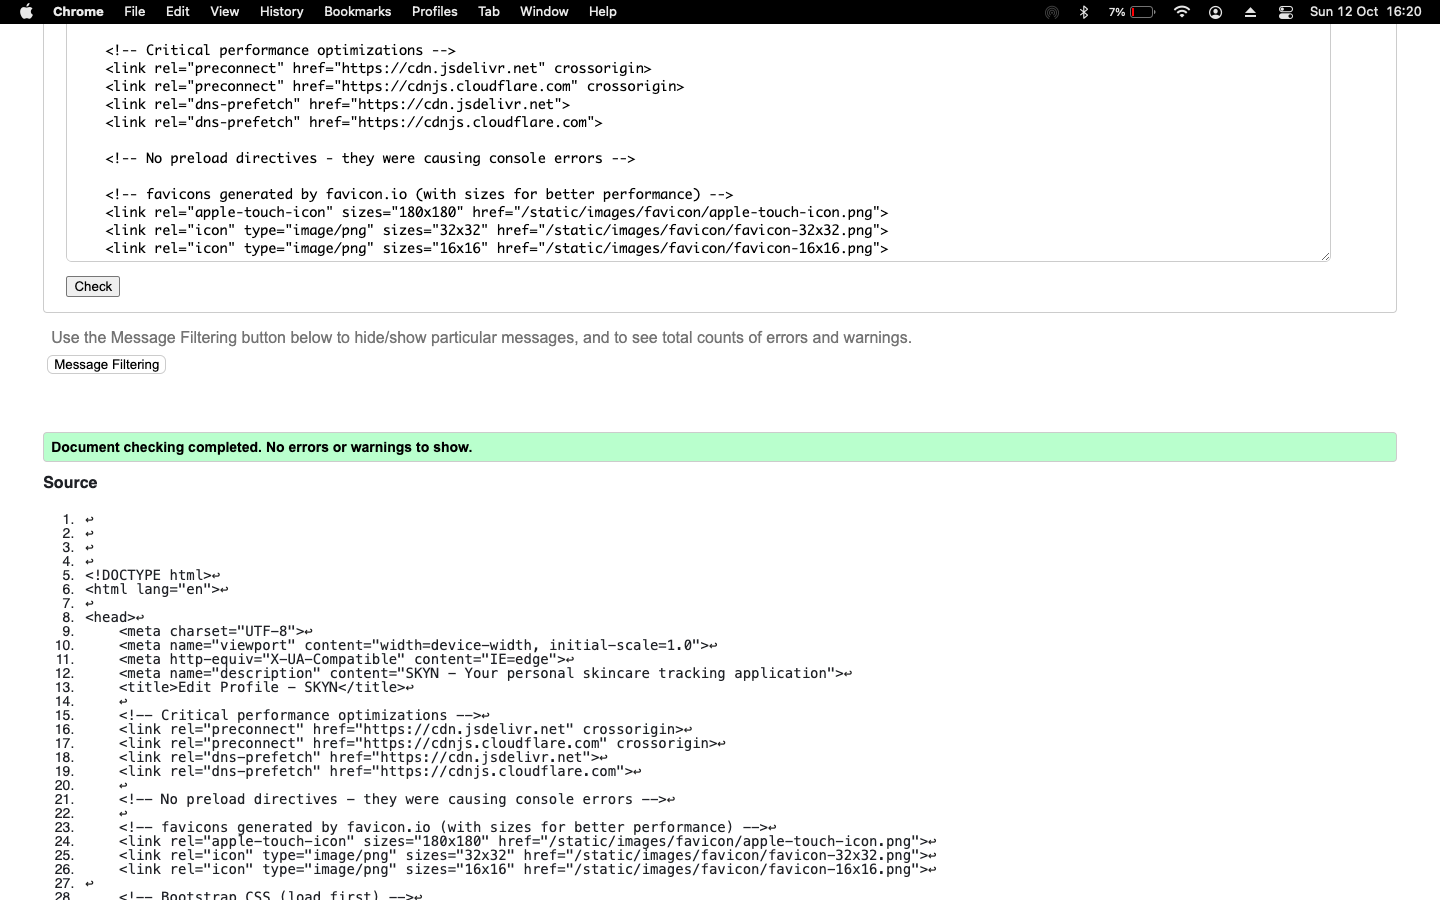 Chrome File Edit View History Bookmarks Profiles Tab Window Help 7% Sun 12 Oct 16:20
<!-- Critical performance optimizations -->
<link rel="preconnect" href="https://cdn.jsdelivr.net" crossorigin>
<link rel="preconnect" href="https://cdnjs.cloudflare.com" crossorigin>
<link rel="dns-prefetch" href="https://cdn.jsdelivr.net">
<link rel="dns-prefetch" href="https://cdnjs.cloudflare.com">
<!-- No preload directives - they were causing console errors -->
<!-- favicons generated by favicon.io (with sizes for better performance) -->
<link rel="apple-touch-icon" sizes="180x180" href="/static/images/favicon/apple-touch-icon.png">
<link rel="icon" type="image/png" sizes="32x32" href="/static/images/favicon/favicon-32x32.png">
<link rel="icon" type="image/png" sizes="16x16" href="/static/images/favicon/favicon-16x16.png">
Check
Use the Message Filtering button below to hide/show particular messages, and to see total counts of errors and warnings.
Message Filtering
Document checking completed. No errors or warnings to show.
Source
1. ↩
2. ↩
3. ↩
4. ↩
5. <!DOCTYPE html>↩
6. <html lang="en">↩
7. ↩
8. <head>↩
9. <meta charset="UTF-8">↩
10. <meta name="viewport" content="width=device-width, initial-scale=1.0">↩
11. <meta http-equiv="X-UA-Compatible" content="IE=edge">↩
12. <meta name="description" content="SKYN - Your personal skincare tracking application">↩
13. <title>Edit Profile - SKYN</title>↩
14. ↩
15. <!-- Critical performance optimizations -->↩
16. <link rel="preconnect" href="https://cdn.jsdelivr.net" crossorigin>↩
17. <link rel="preconnect" href="https://cdnjs.cloudflare.com" crossorigin>↩
18. <link rel="dns-prefetch" href="https://cdn.jsdelivr.net">↩
19. <link rel="dns-prefetch" href="https://cdnjs.cloudflare.com">↩
20. ↩
21. <!-- No preload directives - they were causing console errors -->↩
22. ↩
23. <!-- favicons generated by favicon.io (with sizes for better performance) -->↩
24. <link rel="apple-touch-icon" sizes="180x180" href="/static/images/favicon/apple-touch-icon.png">↩
25. <link rel="icon" type="image/png" sizes="32x32" href="/static/images/favicon/favicon-32x32.png">↩
26. <link rel="icon" type="image/png" sizes="16x16" href="/static/images/favicon/favicon-16x16.png">↩
27. ↩
28. <!-- Bootstrap CSS (load first) -->↩